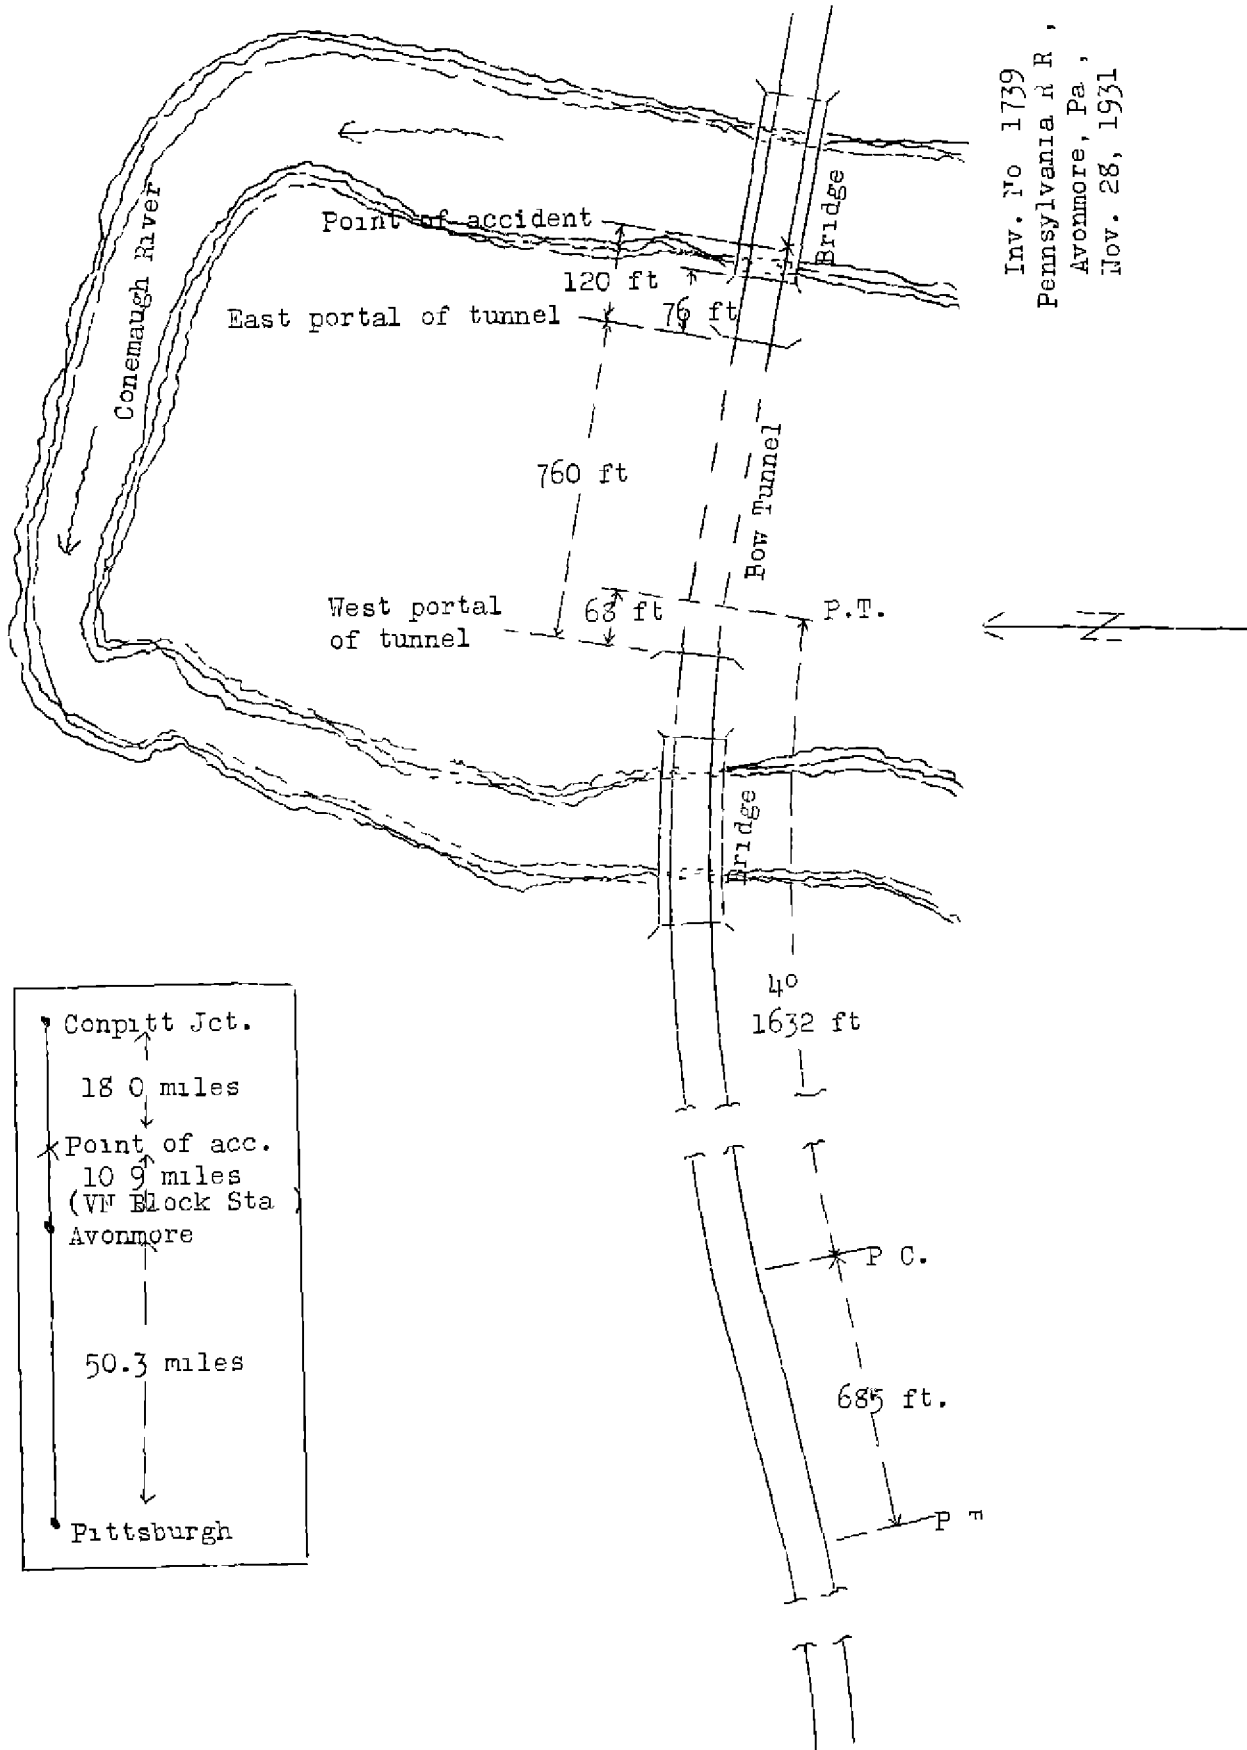 Inv. No 1739
Pennsylvania R R ,
Avonmore, Pa ,
Nov. 28, 1931
Bridge
Point of accident
120 ft
76 ft
East portal of tunnel
Conemaugh River
760 ft
Bow Tunnel
West portal
of tunnel
63 ft
P.T.
Z
Bridge
4°
1632 ft
P C.
685 ft.
P T
Conpitt Jct.
18 0 miles
Point of acc.
10 9 miles
(VN Block Sta )
Avonmore
50.3 miles
Pittsburgh